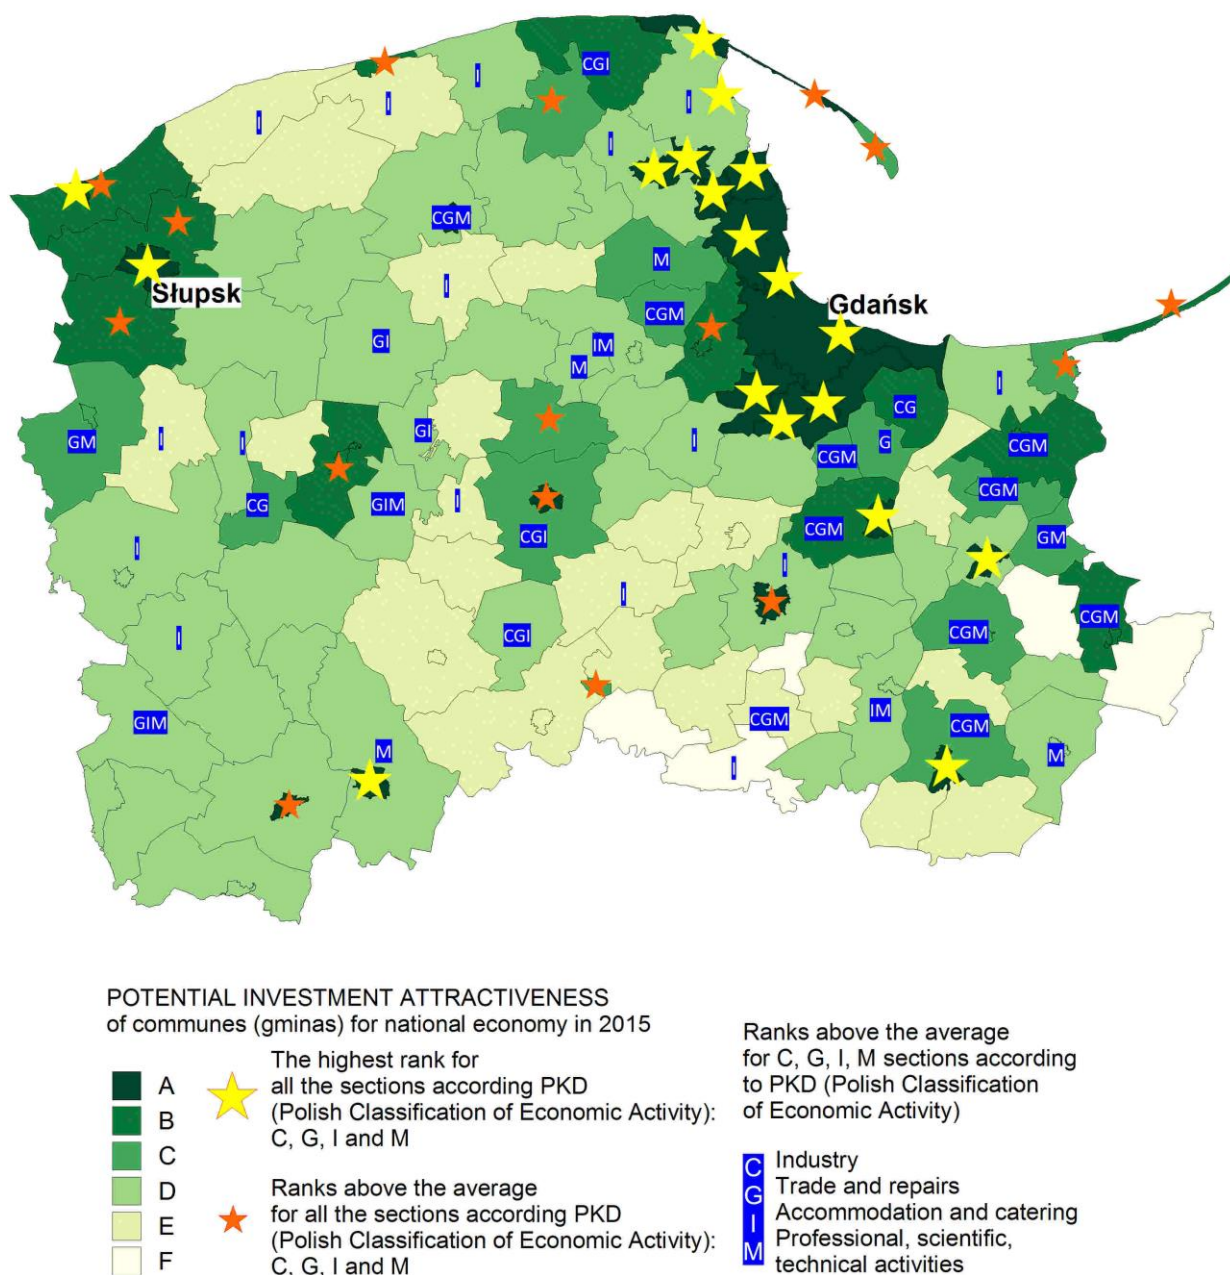 CGI
I
I
I
I
I
CGM
Słupsk
I
M
CGM
Gdańsk
GI
IM
M
I
GM
I
I
GI
I
CG
G
CGM
CGM
CG
GIM
I
CGI
CGM
CGM
GM
I
I
I
I
CGI
CGM
CGM
GIM
M
CGM
IM
CGM
M
I
POTENTIAL INVESTMENT ATTRACTIVENESS
of communes (gminas) for national economy in 2015
A
B
C
D
E
F
The highest rank for
all the sections according PKD
(Polish Classification of Economic Activity):
C, G, I and M
Ranks above the average
for all the sections according PKD
(Polish Classification of Economic Activity):
C, G, I and M
Ranks above the average
for C, G, I, M sections according
to PKD (Polish Classification
of Economic Activity)
C Industry
G Trade and repairs
I Accommodation and catering
M Professional, scientific,
technical activities